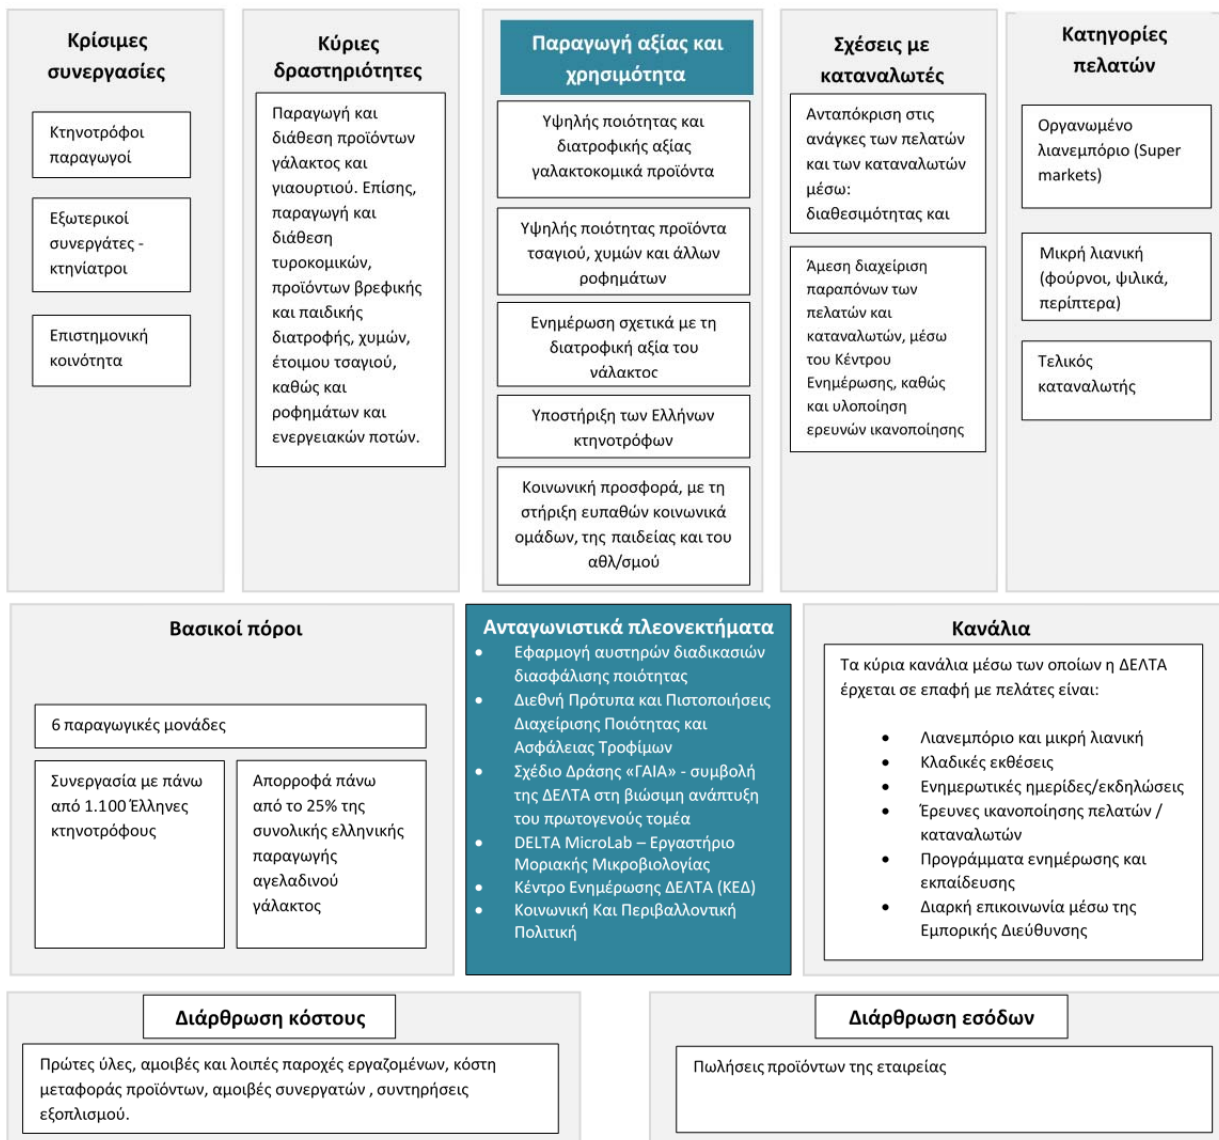 Κρίσιμες
συνεργασίες
Κτηνοτρόφοι
παραγωγοί
Εξωτερικοί
συνεργάτες -
κτηνίατροι
Επιστημονική
κοινότητα
Κύριες
δραστηριότητες
Παραγωγή και
διάθεση προϊόντων
γάλακτος και
γιαουρτιού. Επίσης,
παραγωγή και
διάθεση
τυροκομικών,
προϊόντων βρεφικής
και παιδικής
διατροφής, χυμών,
έτοιμου τσαγιού,
καθώς και
ροφημάτων και
ενεργειακών ποτών.
Παραγωγή αξίας και
χρησιμότητα
Υψηλής ποιότητας και
διατροφικής αξίας
γαλακτοκομικά προϊόντα
Υψηλής ποιότητας προϊόντα
τσαγιού, χυμών και άλλων
ροφημάτων
Ενημέρωση σχετικά με τη
διατροφική αξία του
γάλακτος
Υποστήριξη των Ελλήνων
κτηνοτρόφων
Κοινωνική προσφορά, με τη
στήριξη ευπαθών κοινωνικά
ομάδων, της παιδείας και του
αθλ/σμού
Σχέσεις με
καταναλωτές
Ανταπόκριση στις
ανάγκες των πελατών
και των καταναλωτών
μέσω:
διαθεσιμότητας και
Άμεση διαχείριση
παραπόνων των
πελατών και
καταναλωτών, μέσω
του Κέντρου
Ενημέρωσης, καθώς
και υλοποίηση
ερευνών ικανοποίησης
Κατηγορίες
πελατών
Οργανωμένο
λιανεμπόριο (Super
markets)
Μικρή λιανική
(φούρνοι, ψιλικά,
περίπτερα)
Τελικός
καταναλωτής
Βασικοί πόροι
6 παραγωγικές μονάδες
Συνεργασία με πάνω
από 1.100 Έλληνες
κτηνοτρόφους
Απορροφά πάνω
από το 25% της
συνολικής ελληνικής
παραγωγής
αγελαδινού
γάλακτος
Ανταγωνιστικά πλεονεκτήματα
• Εφαρμογή αυστηρών διαδικασιών
διασφάλισης ποιότητας
• Διεθνή Πρότυπα και Πιστοποιήσεις
Διαχείρισης Ποιότητας και
Ασφάλειας Τροφίμων
• Σχέδιο Δράσης «ΓΑΙΑ» - συμβολή
της ΔΕΛΤΑ στη βιώσιμη ανάπτυξη
του πρωτογενούς τομέα
• DELTA MicroLab – Εργαστήριο
Μοριακής Μικροβιολογίας
• Κέντρο Ενημέρωσης ΔΕΛΤΑ (ΚΕΔ)
• Κοινωνική Και Περιβαλλοντική
Πολιτική
Κανάλια
Τα κύρια κανάλια μέσω των οποίων η ΔΕΛΤΑ
έρχεται σε επαφή με πελάτες είναι:
• Λιανεμπόριο και μικρή λιανική
• Κλαδικές εκθέσεις
• Ενημερωτικές ημερίδες/εκδηλώσεις
• Έρευνες ικανοποίησης πελατών /
καταναλωτών
• Προγράμματα ενημέρωσης και
εκπαίδευσης
• Διαρκή επικοινωνία μέσω της
Εμπορικής Διεύθυνσης
Διάρθρωση κόστους
Πρώτες ύλες, αμοιβές και λοιπές παροχές εργαζομένων, κόστη
μεταφοράς προϊόντων, αμοιβές συνεργατών , συντηρήσεις
εξοπλισμού.
Διάρθρωση εσόδων
Πωλήσεις προϊόντων της εταιρείας